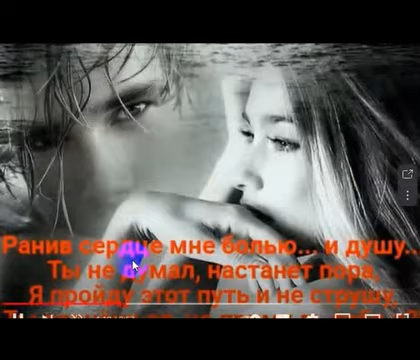 Ранив сердце мне болью... и душу..
Ты не думал, настанет пора,
Я пройду этот путь и не струшу,